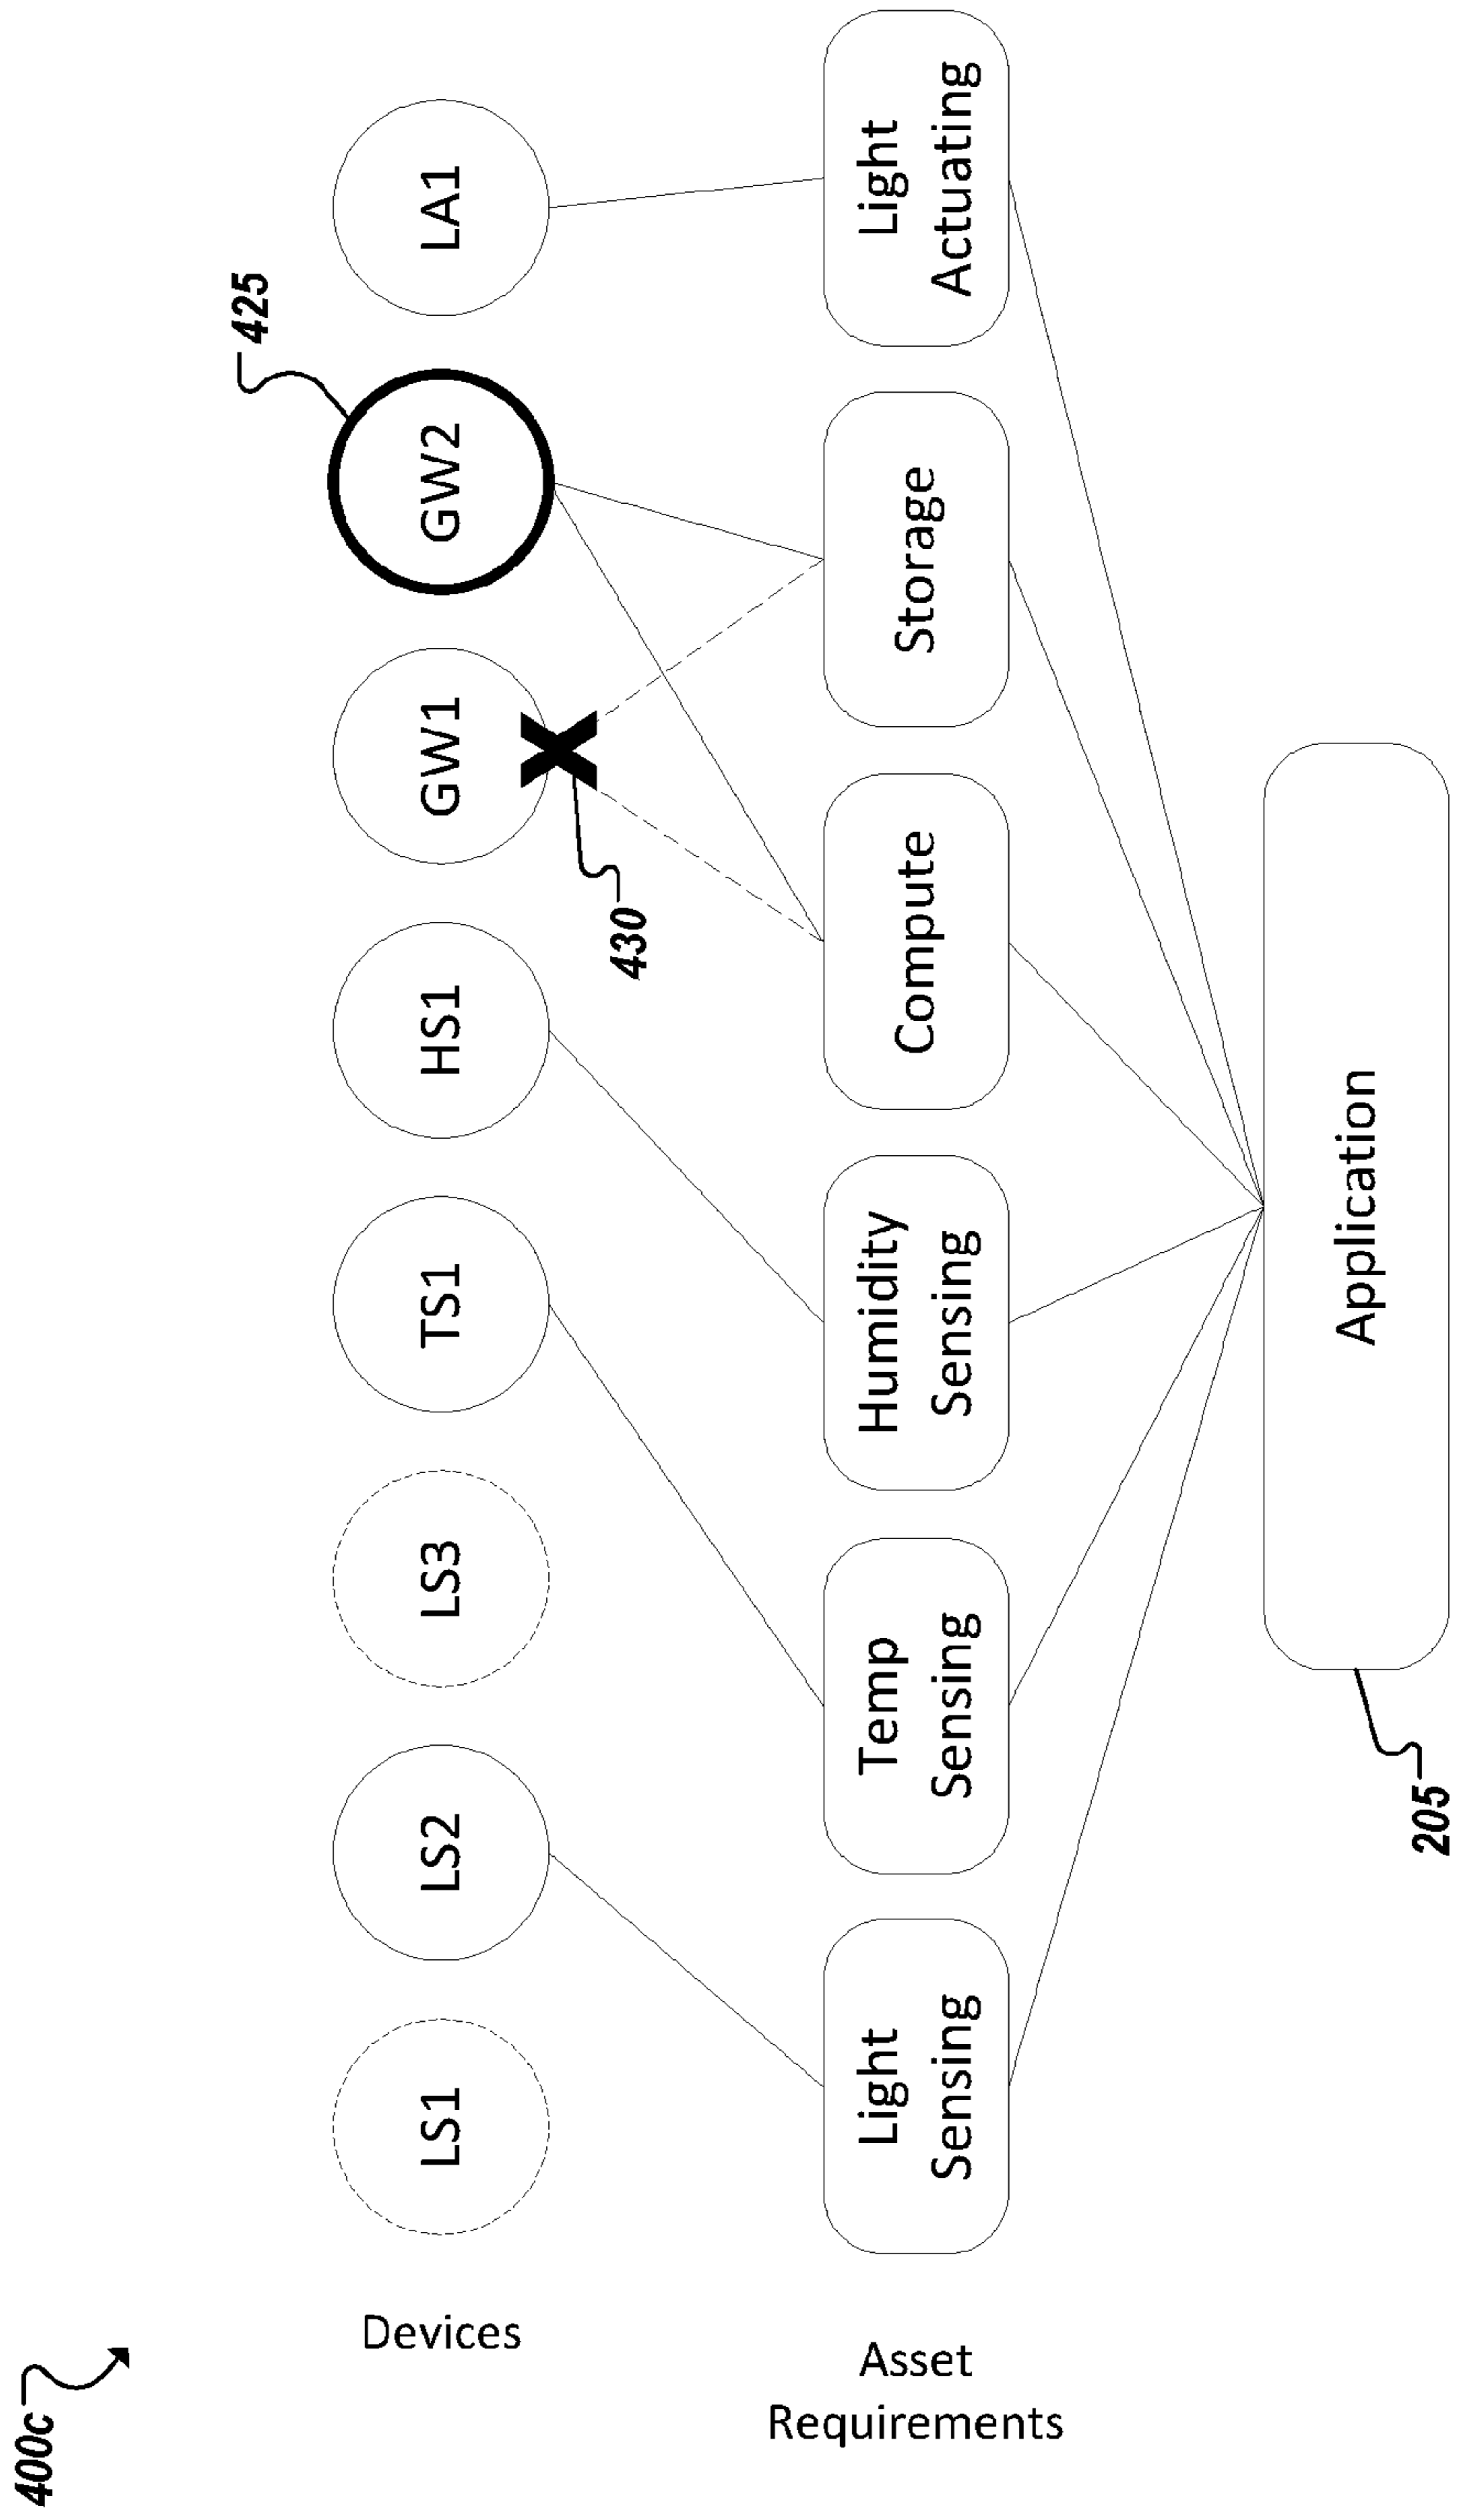 400c
Devices
LS1
LS2
LS3
TS1
HS1
GW1
GW2
LA1
425
430
Asset
Requirements
Light
Sensing
Temp
Sensing
Humidity
Sensing
Compute
Storage
Light
Actuating
Application
205